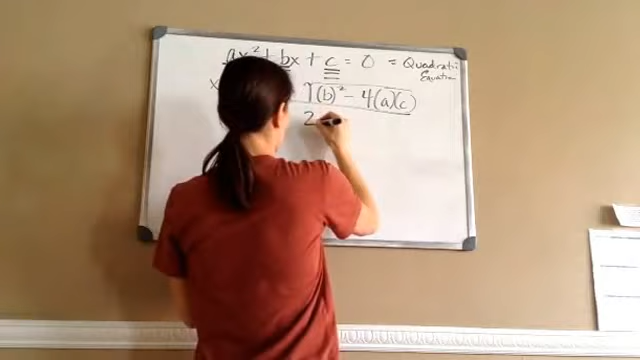 ax² + bx + c = 0 = Quadratic
Equation
x √(b)² - 4(a)(c)
2